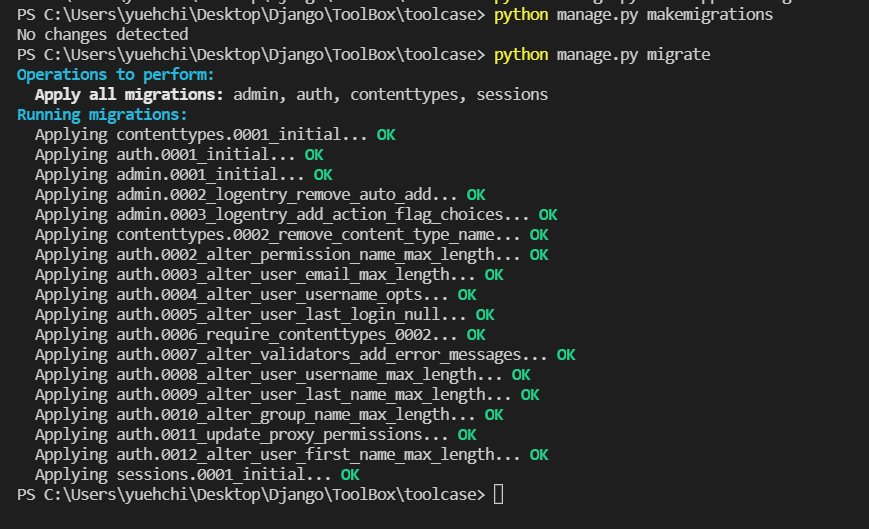 PS C:\Users\yuehchi\Desktop\Django\ToolBox\toolcase> python manage.py makemigrations
No changes detected
PS C:\Users\yuehchi\Desktop\Django\ToolBox\toolcase> python manage.py migrate
Operations to perform:
  Apply all migrations: admin, auth, contenttypes, sessions
Running migrations:
  Applying contenttypes.0001_initial... OK
  Applying auth.0001_initial... OK
  Applying admin.0001_initial... OK
  Applying admin.0002_logentry_remove_auto_add... OK
  Applying admin.0003_logentry_add_action_flag_choices... OK
  Applying contenttypes.0002_remove_content_type_name... OK
  Applying auth.0002_alter_permission_name_max_length... OK
  Applying auth.0003_alter_user_email_max_length... OK
  Applying auth.0004_alter_user_username_opts... OK
  Applying auth.0005_alter_user_last_login_null... OK
  Applying auth.0006_require_contenttypes_0002... OK
  Applying auth.0007_alter_validators_add_error_messages... OK
  Applying auth.0008_alter_user_username_max_length... OK
  Applying auth.0009_alter_user_last_name_max_length... OK
  Applying auth.0010_alter_group_name_max_length... OK
  Applying auth.0011_update_proxy_permissions... OK
  Applying auth.0012_alter_user_first_name_max_length... OK
  Applying sessions.0001_initial... OK
PS C:\Users\yuehchi\Desktop\Django\ToolBox\toolcase>